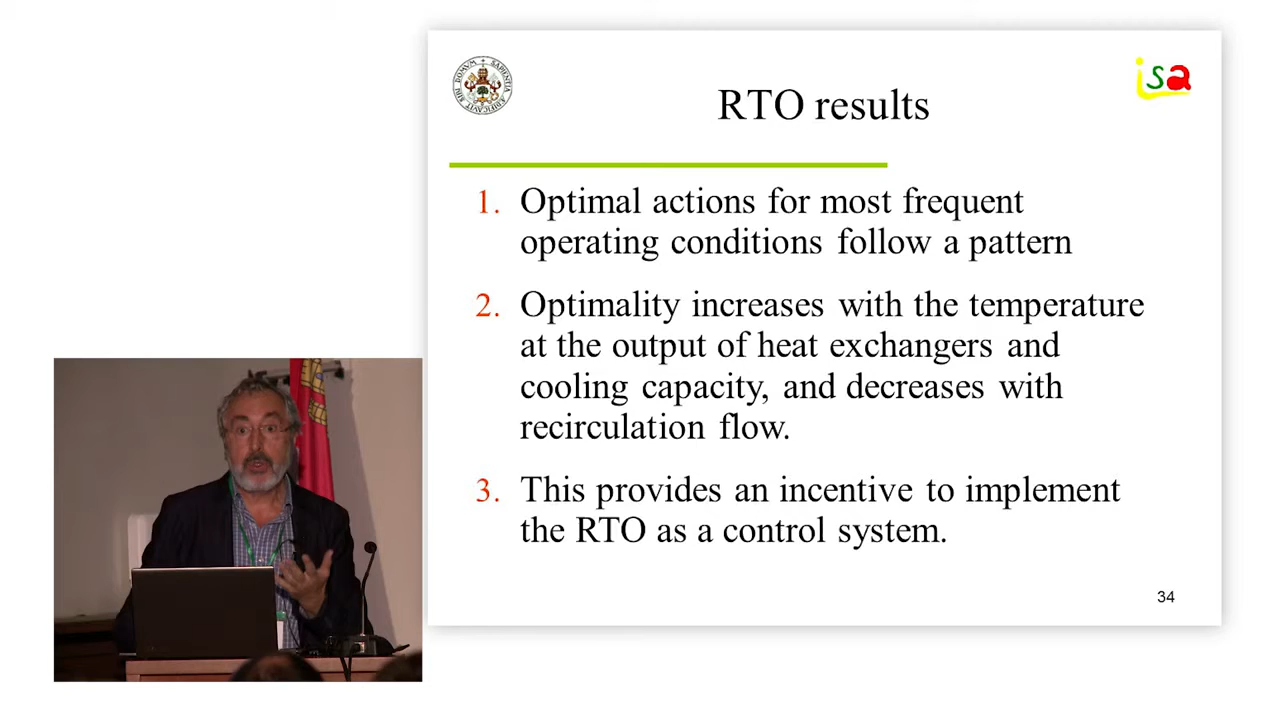 RTO results
isa
1. Optimal actions for most frequent
operating conditions follow a pattern
2. Optimality increases with the temperature
at the output of heat exchangers and
cooling capacity, and decreases with
recirculation flow.
3. This provides an incentive to implement
the RTO as a control system.
34